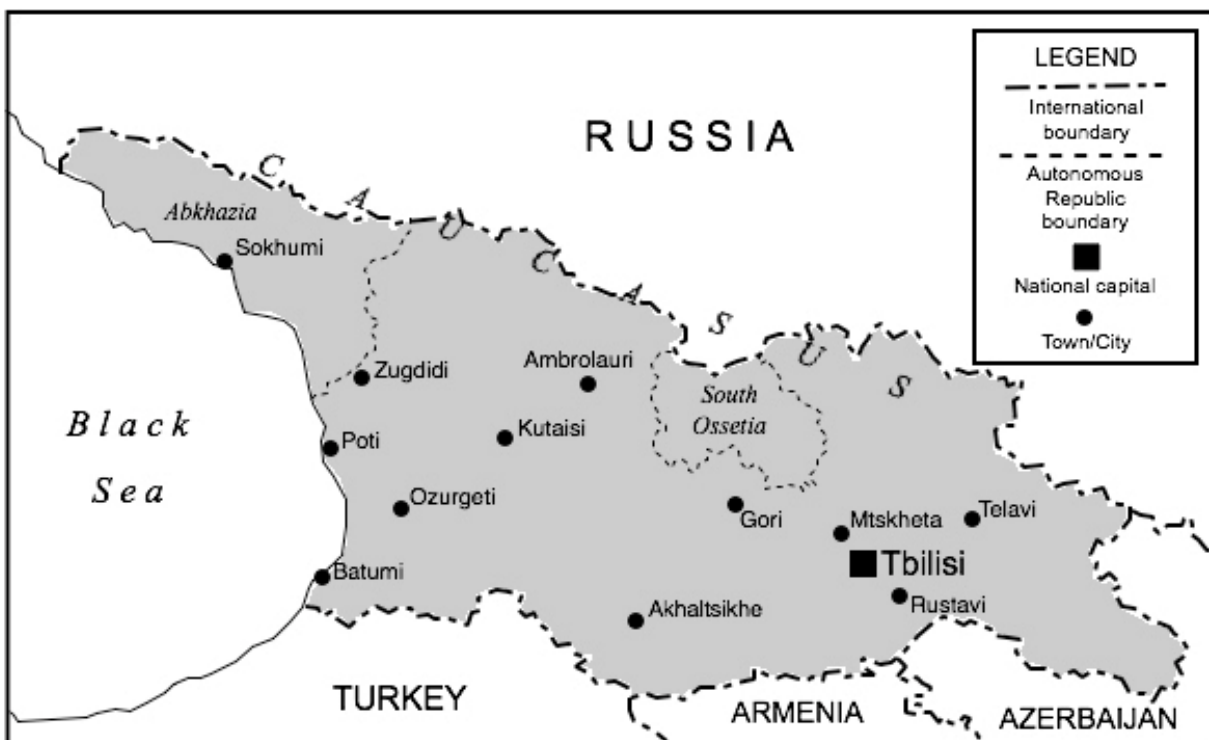 LEGEND
International
boundary
Autonomous
Republic
boundary
National capital
Town/City
RUSSIA
CAUCASUS
Abkhazia
Sokhumi
Zugdidi
Ambrolauri
South
Ossetia
Black
Sea
Poti
Kutaisi
Ozurgeti
Gori
Mtskheta
Telavi
Tbilisi
Batumi
Rustavi
Akhaltsikhe
TURKEY
ARMENIA
AZERBAIJAN